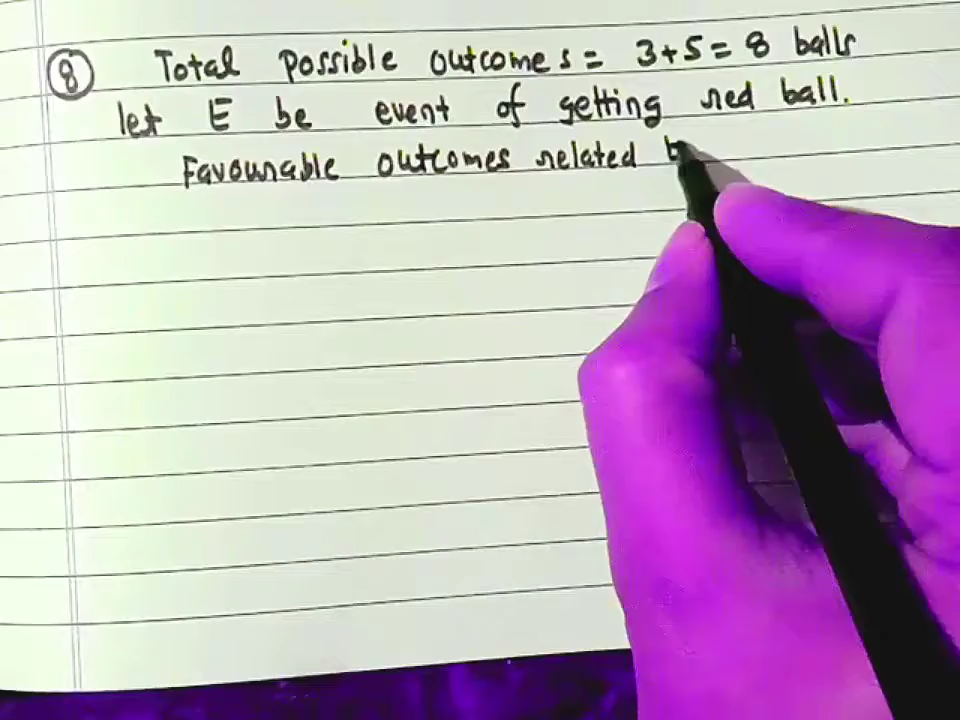 8 Total possible outcomes = 3+5 = 8 balls
let E be event of getting red ball.
Favourable outcomes related